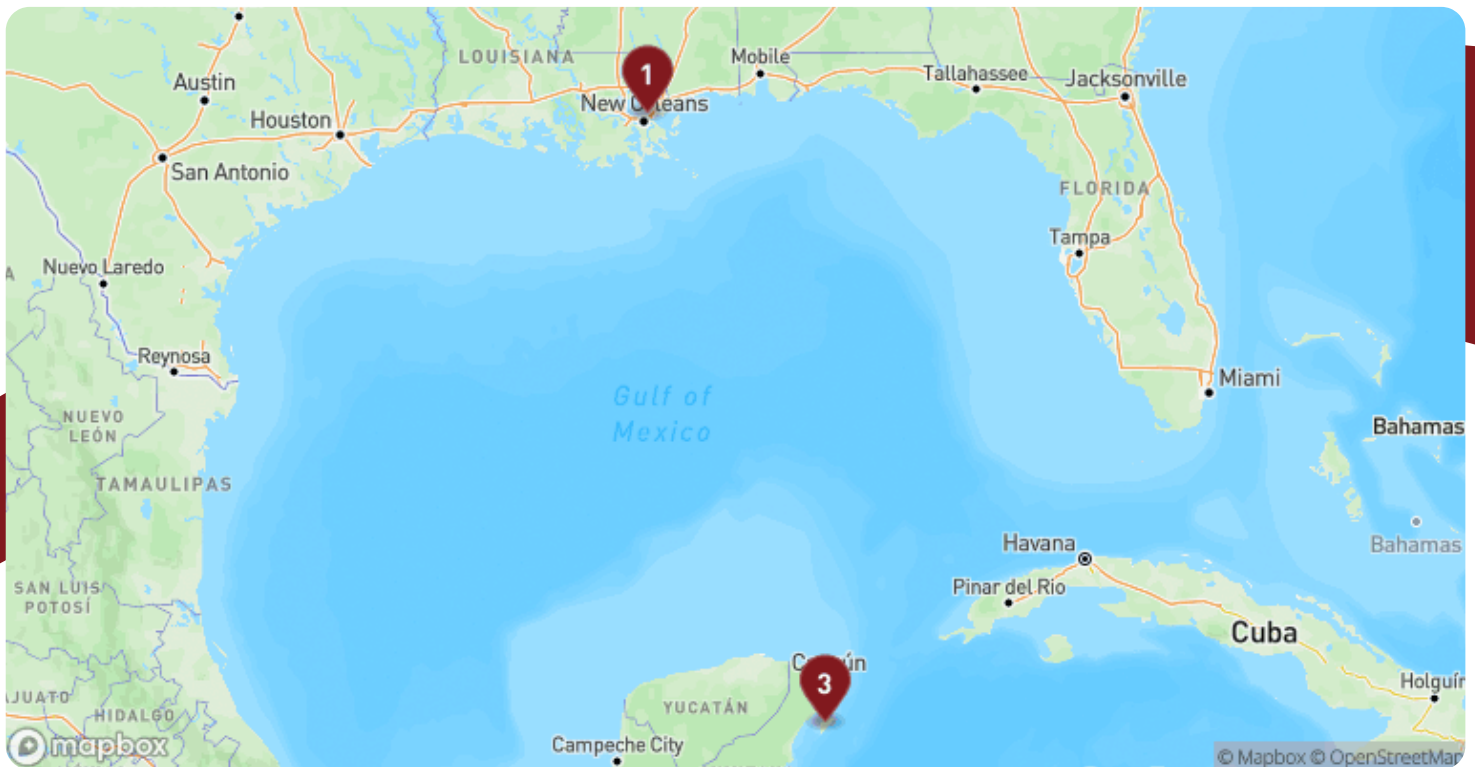 LOUISIANA
1
Mobile
Austin
Tallahassee
Jacksonville
New Orleans
Houston
San Antonio
FLORIDA
Tampa
Nuevo Laredo
A
Reynosa
Miami
Gulf of
Mexico
NUEVO
LEÓN
Bahamas
TAMAULIPAS
Havana
Bahamas
Pinar del Río
SAN LUIS
POTOSÍ
Cuba
Cancún
3
Holguín
AJUATO
YUCATÁN
HIDALGO
Campeche City
mapbox
© Mapbox © OpenStreetMap